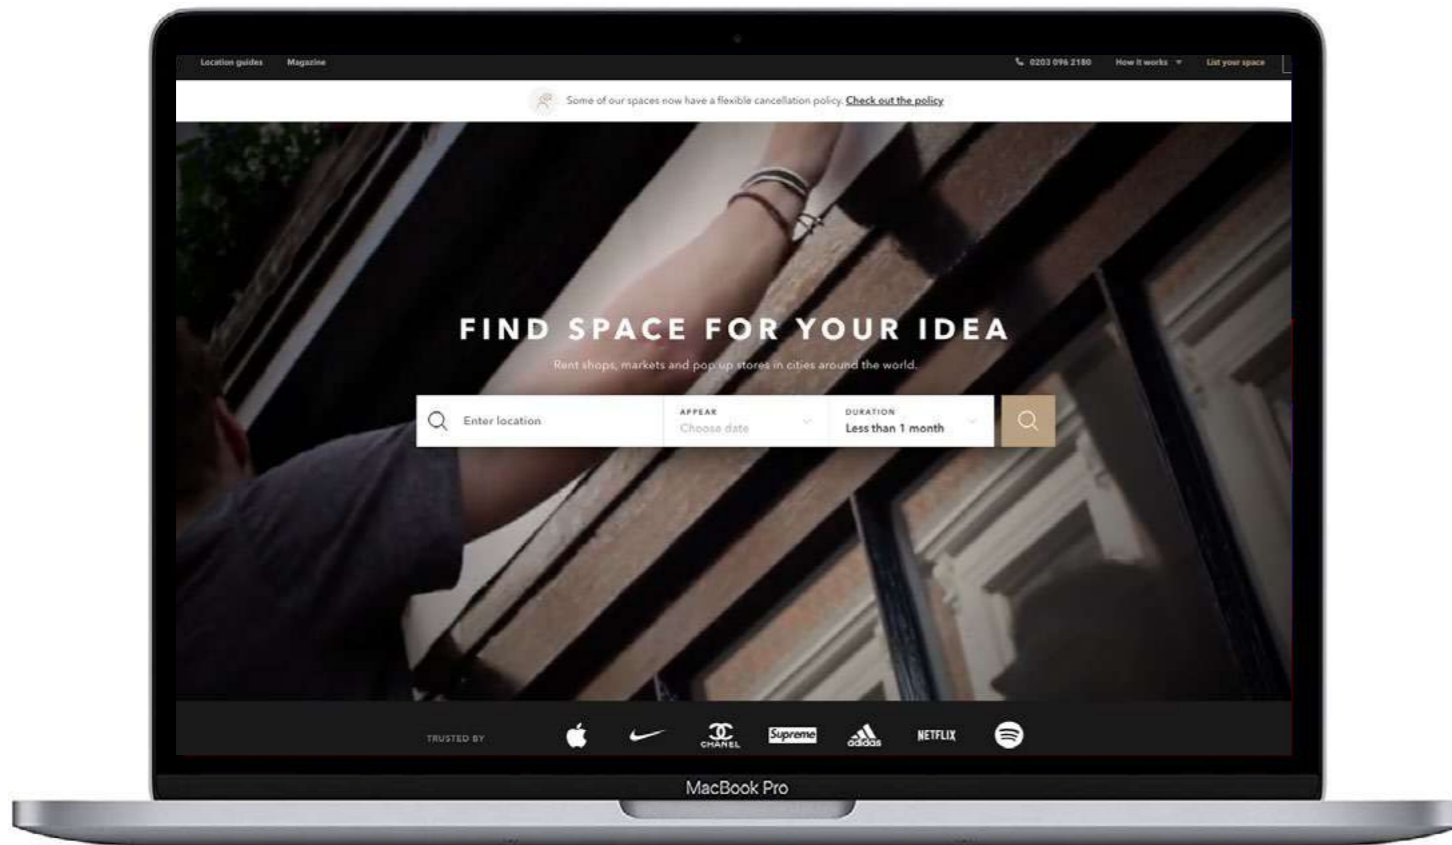 Location guides Magazine 0203 096 2180 How it works List your space
Some of our spaces now have a flexible cancellation policy. Check out the policy
FIND SPACE FOR YOUR IDEA
Rent shops, markets and pop up stores in cities around the world.
Enter location
APPEAR
Choose date
DURATION
Less than 1 month
TRUSTED BY CHANEL Supreme adidas NETFLIX
MacBook Pro